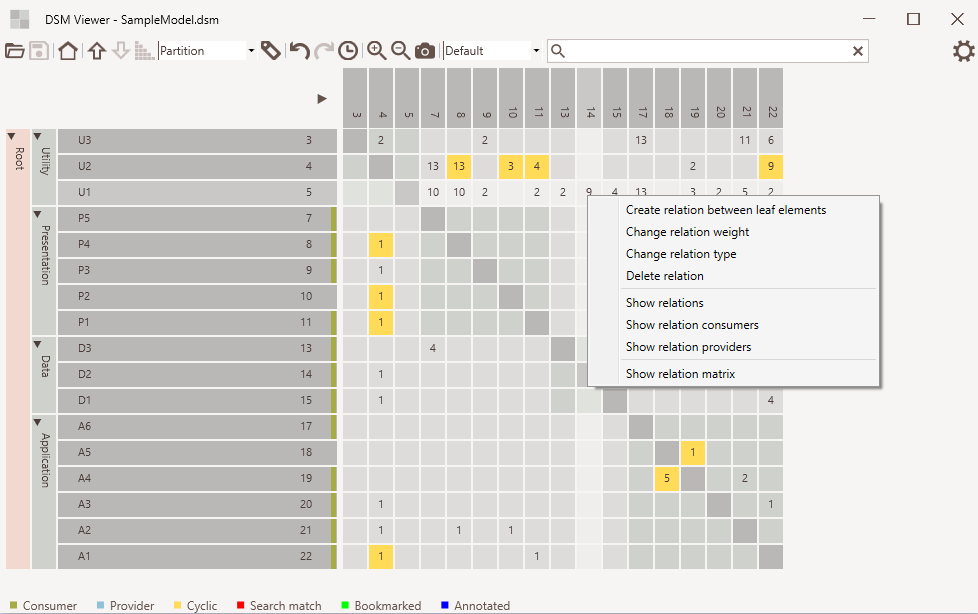 DSM Viewer - SampleModel.dsm
Partition Default
3 4 5 7 8 9 10 11 13 14 15 17 18 19 20 21 22
Root
Utility
U3 3 2 2 13 11 6
U2 4 13 13 3 4 2 9
U1 5 10 10 2 2 2 9 4 13 3 2 5 2
Presentation
P5 7
P4 8 1
P3 9 1
P2 10 1
P1 11 1
Data
D3 13 4
D2 14 1
D1 15 1 4
Application
A6 17
A5 18 1
A4 19 5 2
A3 20 1 1
A2 21 1 1 1
A1 22 1 1
Create relation between leaf elements
Change relation weight
Change relation type
Delete relation
Show relations
Show relation consumers
Show relation providers
Show relation matrix
Consumer Provider Cyclic Search match Bookmarked Annotated